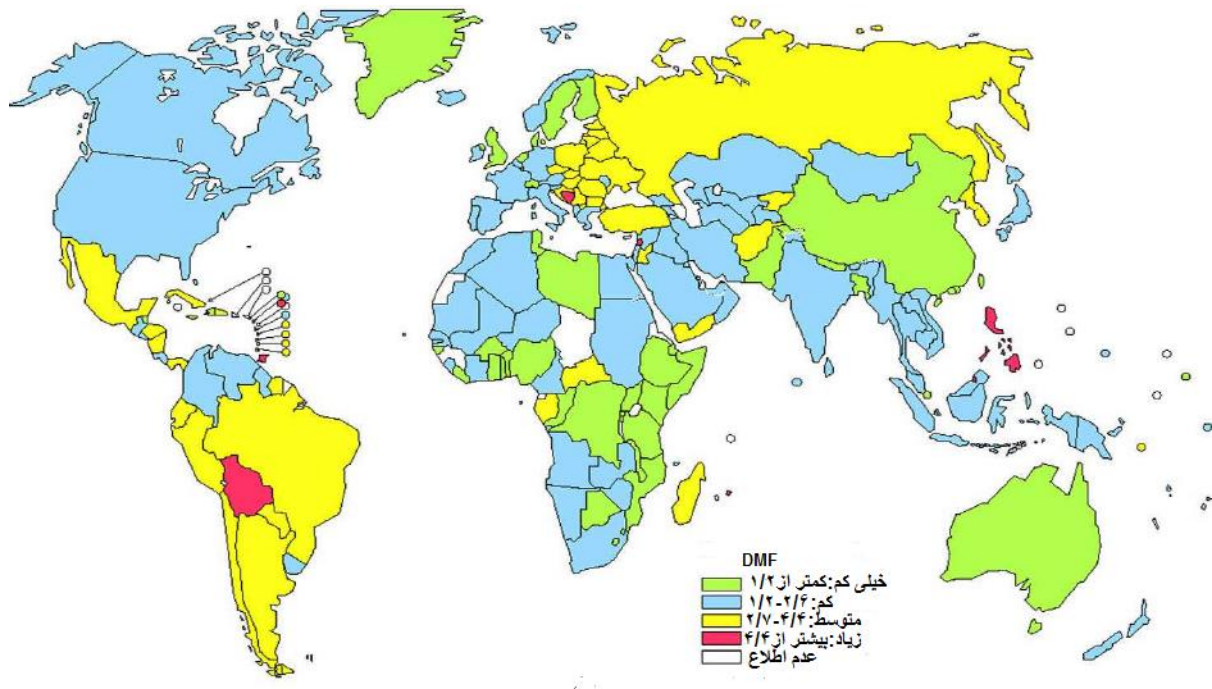 DMF
خیلی کم:کمتر از ۱/۲
کم:۲/۶-۱/۲
متوسط:۴/۴-۲/۷
زیاد:بیشتر از ۴/۴
عدم اطلاع